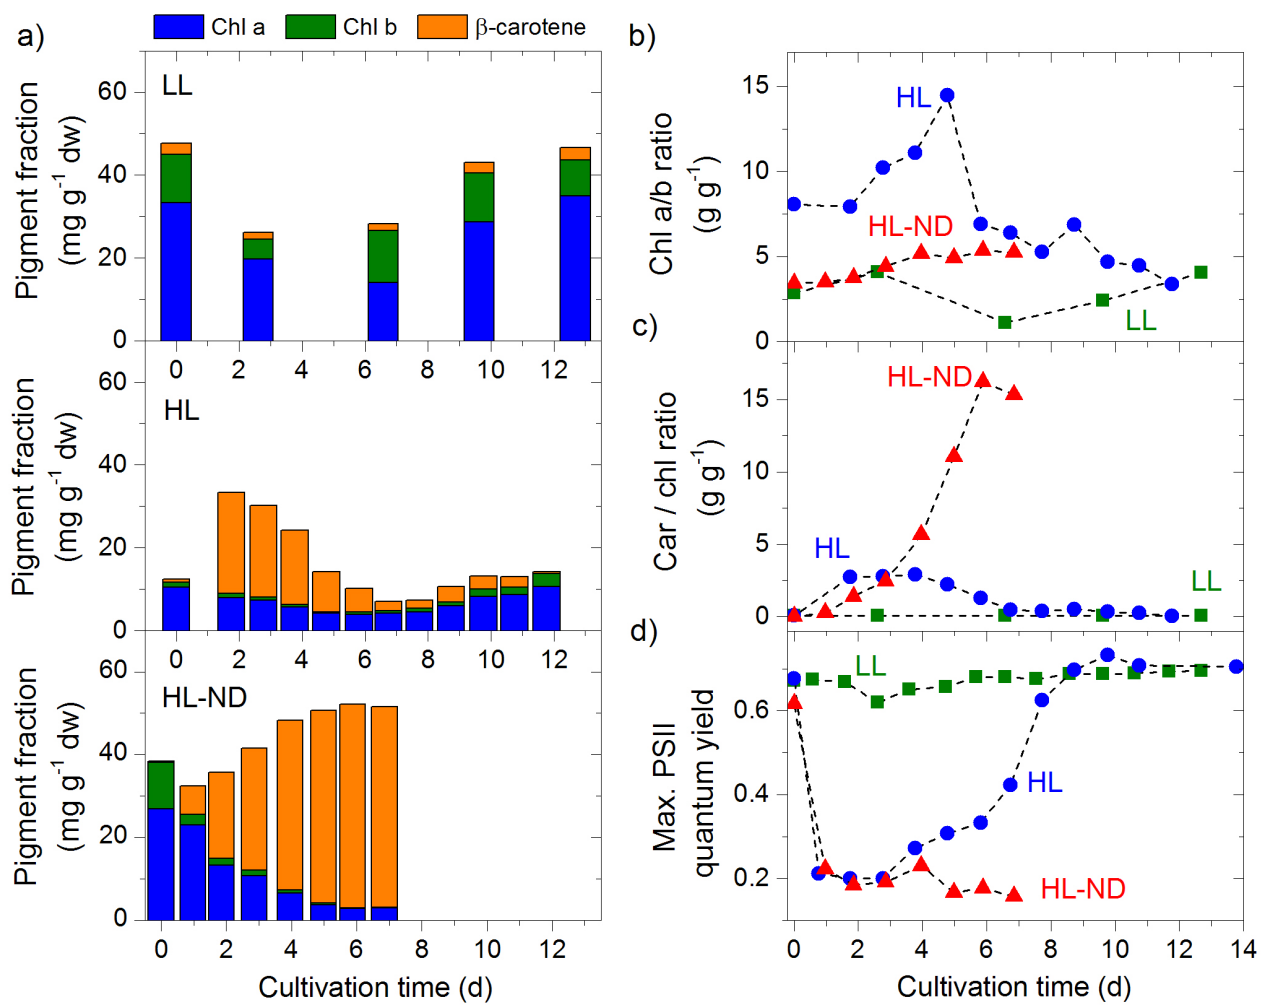 a)
Chl a
Chl b
β-carotene
LL
Pigment fraction
(mg g⁻¹ dw)
60
40
20
0
0 2 4 6 8 10 12
HL
Pigment fraction
(mg g⁻¹ dw)
60
40
20
0
0 2 4 6 8 10 12
HL-ND
Pigment fraction
(mg g⁻¹ dw)
60
40
20
0
0 2 4 6 8 10 12
Cultivation time (d)
b)
Chl a/b ratio
(g g⁻¹)
15
10
5
0
HL
HL-ND
LL
c)
Car / chl ratio
(g g⁻¹)
15
10
5
0
HL-ND
HL
LL
d)
Max. PSII
quantum yield
0.6
0.4
0.2
LL
HL
HL-ND
0 2 4 6 8 10 12 14
Cultivation time (d)